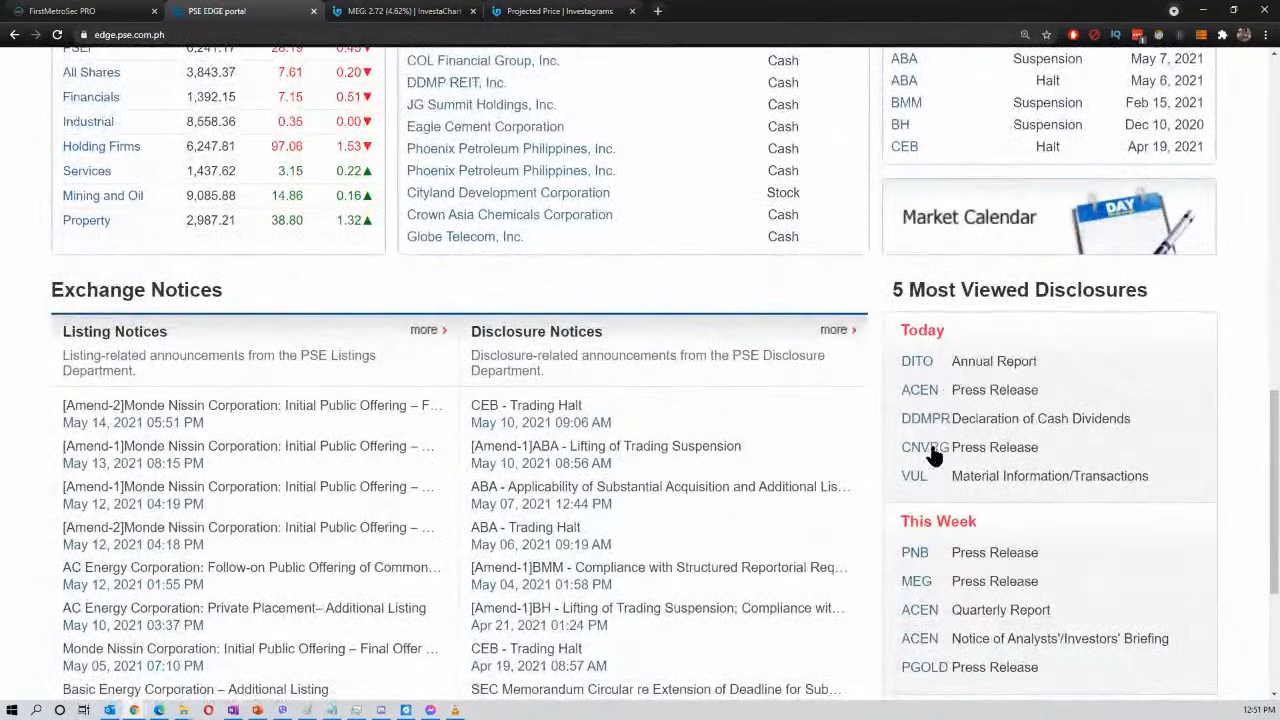 FirstMetroSec PRO
PSE EDGE portal
MEG: 2.72 (4.62%) | InvestaChart
Projected Price | Investagrams
edge.pse.com.ph
All Shares 3,843.37 7.61 0.20▼
Financials 1,392.15 7.15 0.51▼
Industrial 8,558.36 0.35 0.00▼
Holding Firms 6,247.81 97.06 1.53▼
Services 1,437.62 3.15 0.22▲
Mining and Oil 9,085.88 14.86 0.16▲
Property 2,987.21 38.80 1.32▲
COL Financial Group, Inc. Cash
DDMP REIT, Inc. Cash
JG Summit Holdings, Inc. Cash
Eagle Cement Corporation Cash
Phoenix Petroleum Philippines, Inc. Cash
Phoenix Petroleum Philippines, Inc. Cash
Cityland Development Corporation Stock
Crown Asia Chemicals Corporation Cash
Globe Telecom, Inc. Cash
ABA Suspension May 7, 2021
ABA Halt May 6, 2021
BMM Suspension Feb 15, 2021
BH Suspension Dec 10, 2020
CEB Halt Apr 19, 2021
Market Calendar
DAY
Exchange Notices
Listing Notices more ›
Listing-related announcements from the PSE Listings
Department.
[Amend-2]Monde Nissin Corporation: Initial Public Offering – F…
May 14, 2021 05:51 PM
[Amend-1]Monde Nissin Corporation: Initial Public Offering – …
May 13, 2021 08:15 PM
[Amend-1]Monde Nissin Corporation: Initial Public Offering – …
May 12, 2021 04:19 PM
[Amend-2]Monde Nissin Corporation: Initial Public Offering – …
May 12, 2021 04:18 PM
AC Energy Corporation: Follow-on Public Offering of Common…
May 12, 2021 01:55 PM
AC Energy Corporation: Private Placement– Additional Listing
May 10, 2021 03:37 PM
Monde Nissin Corporation: Initial Public Offering – Final Offer …
May 05, 2021 07:10 PM
Basic Energy Corporation – Additional Listing
Disclosure Notices more ›
Disclosure-related announcements from the PSE Disclosure
Department.
CEB - Trading Halt
May 10, 2021 09:06 AM
[Amend-1]ABA - Lifting of Trading Suspension
May 10, 2021 08:56 AM
ABA - Applicability of Substantial Acquisition and Additional Lis…
May 07, 2021 12:44 PM
ABA - Trading Halt
May 06, 2021 09:19 AM
[Amend-1]BMM - Compliance with Structured Reportorial Req…
May 04, 2021 01:58 PM
[Amend-1]BH - Lifting of Trading Suspension; Compliance wit…
Apr 21, 2021 01:24 PM
CEB - Trading Halt
Apr 19, 2021 08:57 AM
SEC Memorandum Circular re Extension of Deadline for Sub…
5 Most Viewed Disclosures
Today
DITO Annual Report
ACEN Press Release
DDMPR Declaration of Cash Dividends
Press Release
VUL Material Information/Transactions
This Week
PNB Press Release
MEG Press Release
ACEN Quarterly Report
ACEN Notice of Analysts'/Investors' Briefing
PGOLD Press Release
12:51 PM